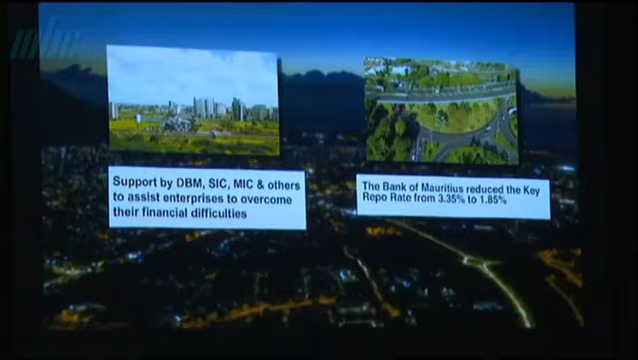 mbc
Support by DBM, SIC, MIC & others
to assist enterprises to overcome
their financial difficulties
The Bank of Mauritius reduced the Key
Repo Rate from 3.35% to 1.85%